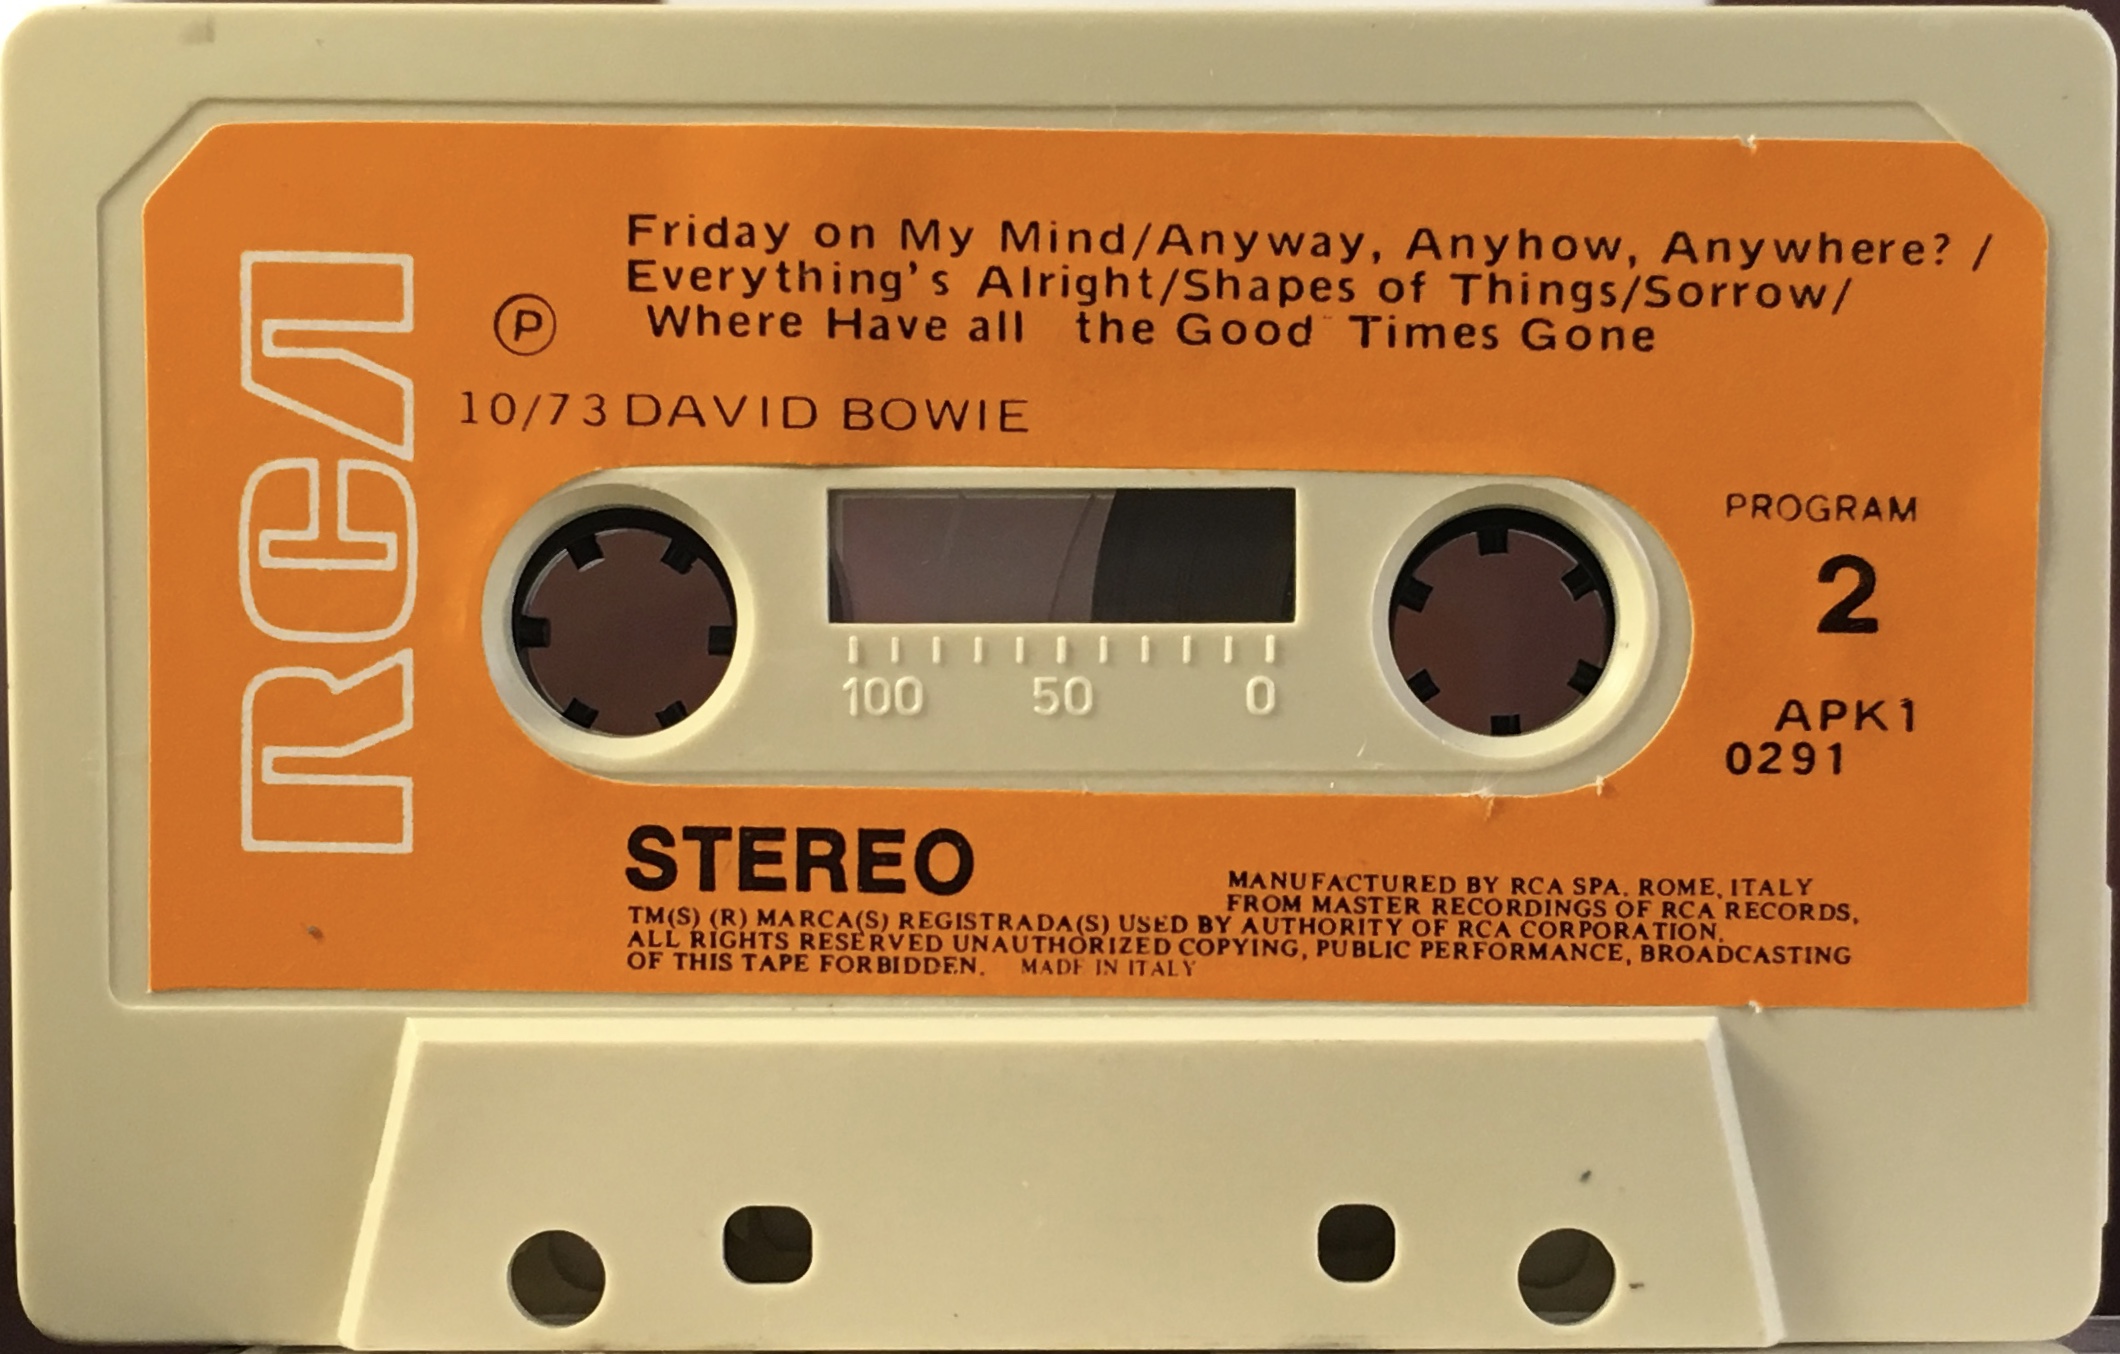 RCA
Friday on My Mind/Anyway, Anyhow, Anywhere? /
Everything's Alright/Shapes of Things/Sorrow/
Where Have all the Good Times Gone
P
10/73 DAVID BOWIE
PROGRAM
2
APK1
0291
100 50 0
STEREO
MANUFACTURED BY RCA SPA. ROME, ITALY
FROM MASTER RECORDINGS OF RCA RECORDS,
TM(S) (R) MARCA(S) REGISTRADA(S) USED BY AUTHORITY OF RCA CORPORATION.
ALL RIGHTS RESERVED UNAUTHORIZED COPYING, PUBLIC PERFORMANCE, BROADCASTING
OF THIS TAPE FORBIDDEN. MADE IN ITALY